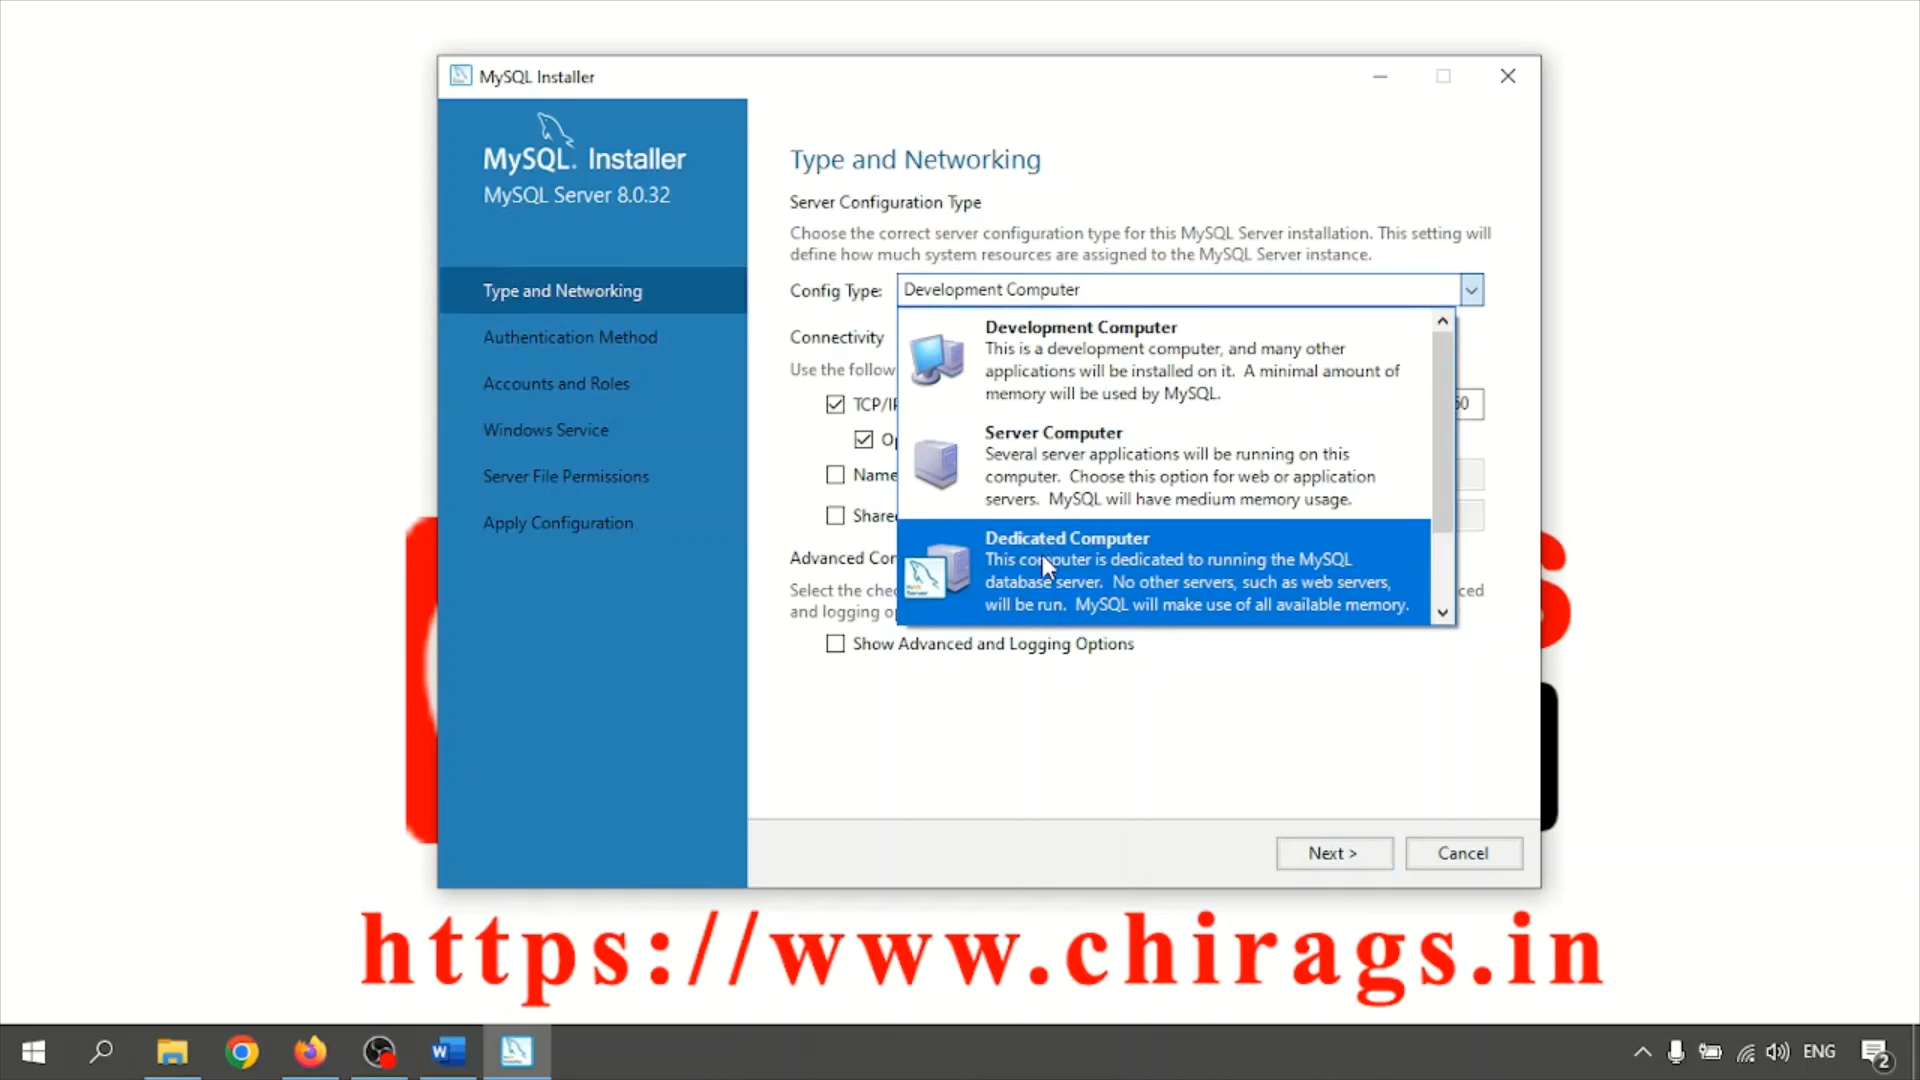 MySQL Installer
MySQL. Installer
MySQL Server 8.0.32
Type and Networking
Authentication Method
Accounts and Roles
Windows Service
Server File Permissions
Apply Configuration
Type and Networking
Server Configuration Type
Choose the correct server configuration type for this MySQL Server installation. This setting will
define how much system resources are assigned to the MySQL Server instance.
Config Type: Development Computer
Development Computer
This is a development computer, and many other
applications will be installed on it. A minimal amount of
memory will be used by MySQL.
Server Computer
Several server applications will be running on this
computer. Choose this option for web or application
servers. MySQL will have medium memory usage.
Dedicated Computer
This computer is dedicated to running the MySQL
database server. No other servers, such as web servers,
will be run. MySQL will make use of all available memory.
Connectivity
Use the follow
TCP/IP
Op
Name
Share
Advanced Con
Select the chec
and logging o
Show Advanced and Logging Options
Next >
Cancel
https://www.chirags.in
ENG
2